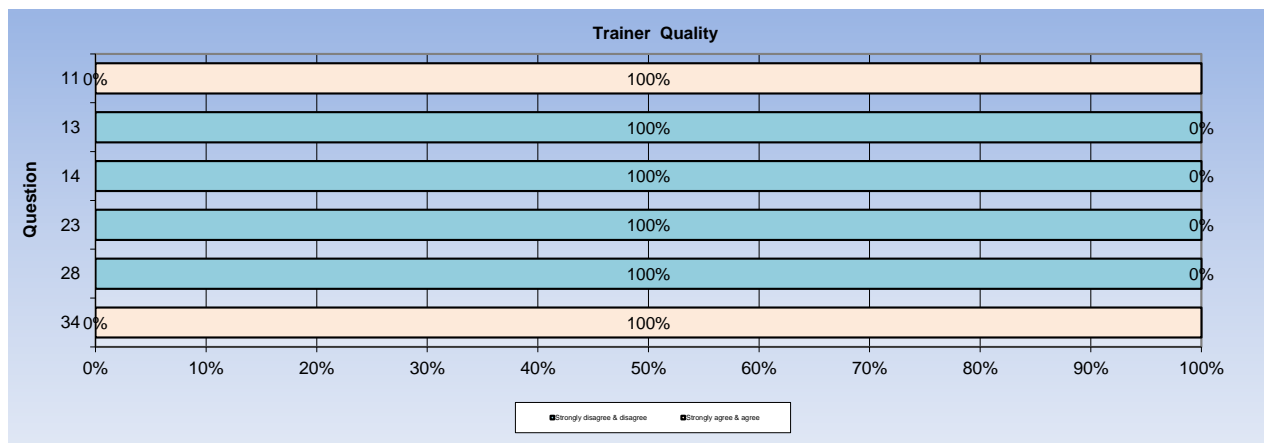 Trainer Quality
Question
11 0% 100%
13 100% 0%
14 100% 0%
23 100% 0%
28 100% 0%
34 0% 100%
0% 10% 20% 30% 40% 50% 60% 70% 80% 90% 100%
Strongly disagree & disagree Strongly agree & agree